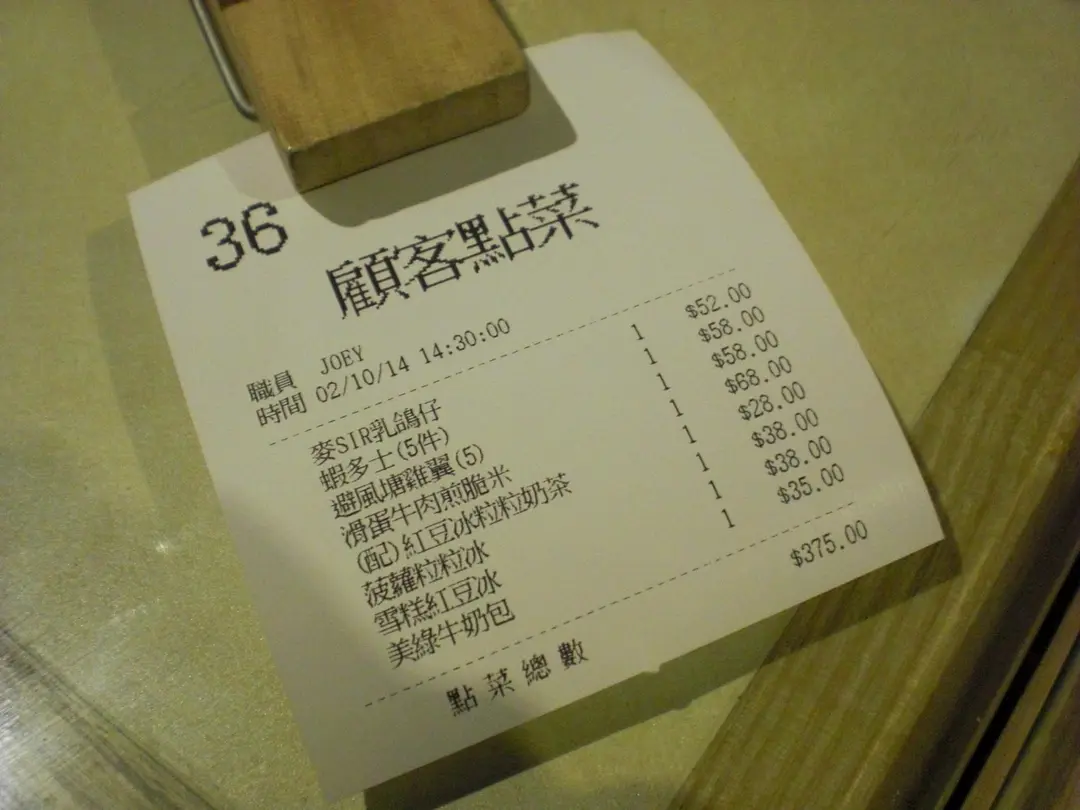 36
顧客點菜
職員 JOEY
時間 02/10/14 14:30:00
麥SIR乳鴿仔 1 $52.00
蝦多士(5件) 1 $58.00
避風塘雞翼(5) 1 $58.00
滑蛋牛肉煎脆米 1 $68.00
(配)紅豆冰粒粒奶茶 1 $28.00
菠蘿粒粒冰 1 $38.00
雪糕紅豆冰 1 $38.00
美綠牛奶包 1 $35.00
點菜總數 $375.00